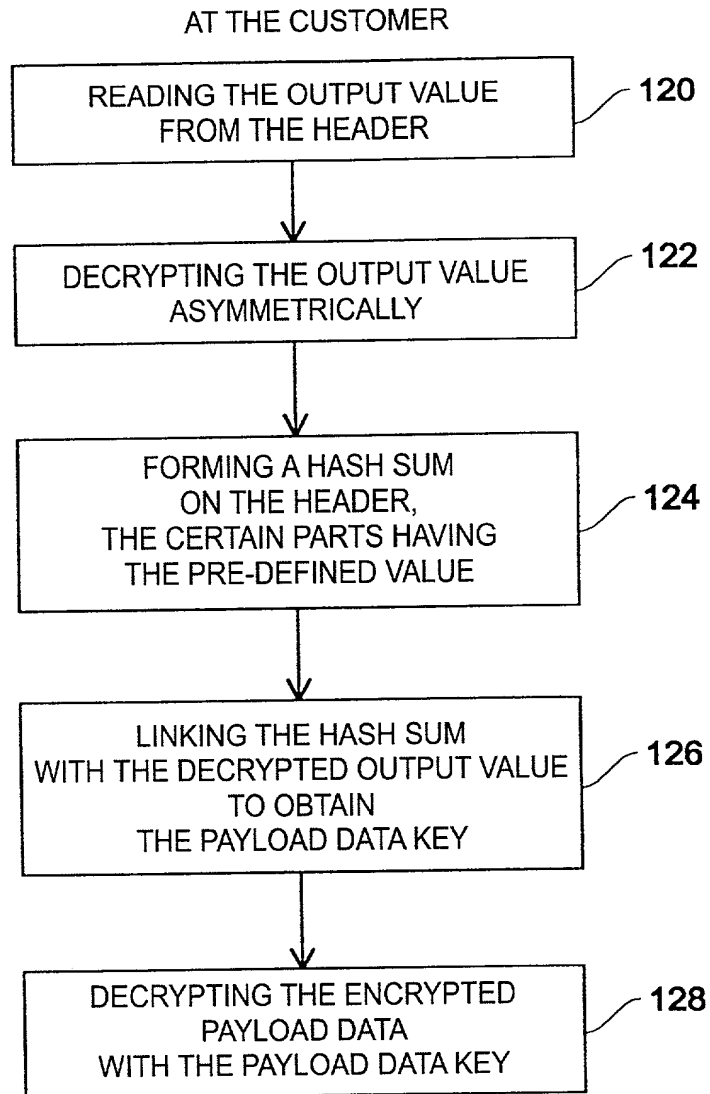 AT THE CUSTOMER
READING THE OUTPUT VALUE
FROM THE HEADER
120
DECRYPTING THE OUTPUT VALUE
ASYMMETRICALLY
122
FORMING A HASH SUM
ON THE HEADER,
THE CERTAIN PARTS HAVING
THE PRE-DEFINED VALUE
124
LINKING THE HASH SUM
WITH THE DECRYPTED OUTPUT VALUE
TO OBTAIN
THE PAYLOAD DATA KEY
126
DECRYPTING THE ENCRYPTED
PAYLOAD DATA
WITH THE PAYLOAD DATA KEY
128